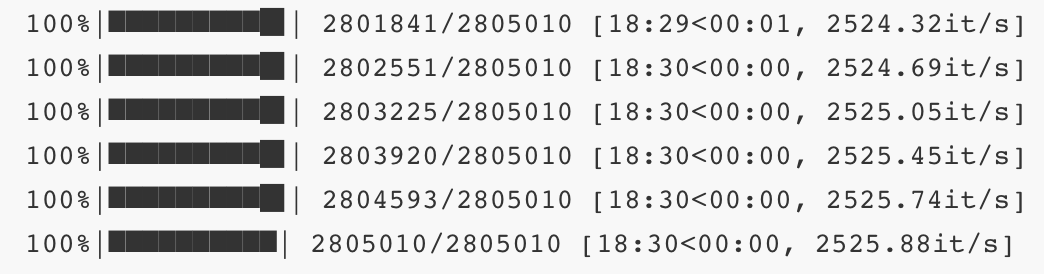 100%|█████████▉| 2801841/2805010 [18:29<00:01, 2524.32it/s]
100%|█████████▉| 2802551/2805010 [18:30<00:00, 2524.69it/s]
100%|█████████▉| 2803225/2805010 [18:30<00:00, 2525.05it/s]
100%|█████████▉| 2803920/2805010 [18:30<00:00, 2525.45it/s]
100%|█████████▉| 2804593/2805010 [18:30<00:00, 2525.74it/s]
100%|██████████| 2805010/2805010 [18:30<00:00, 2525.88it/s]